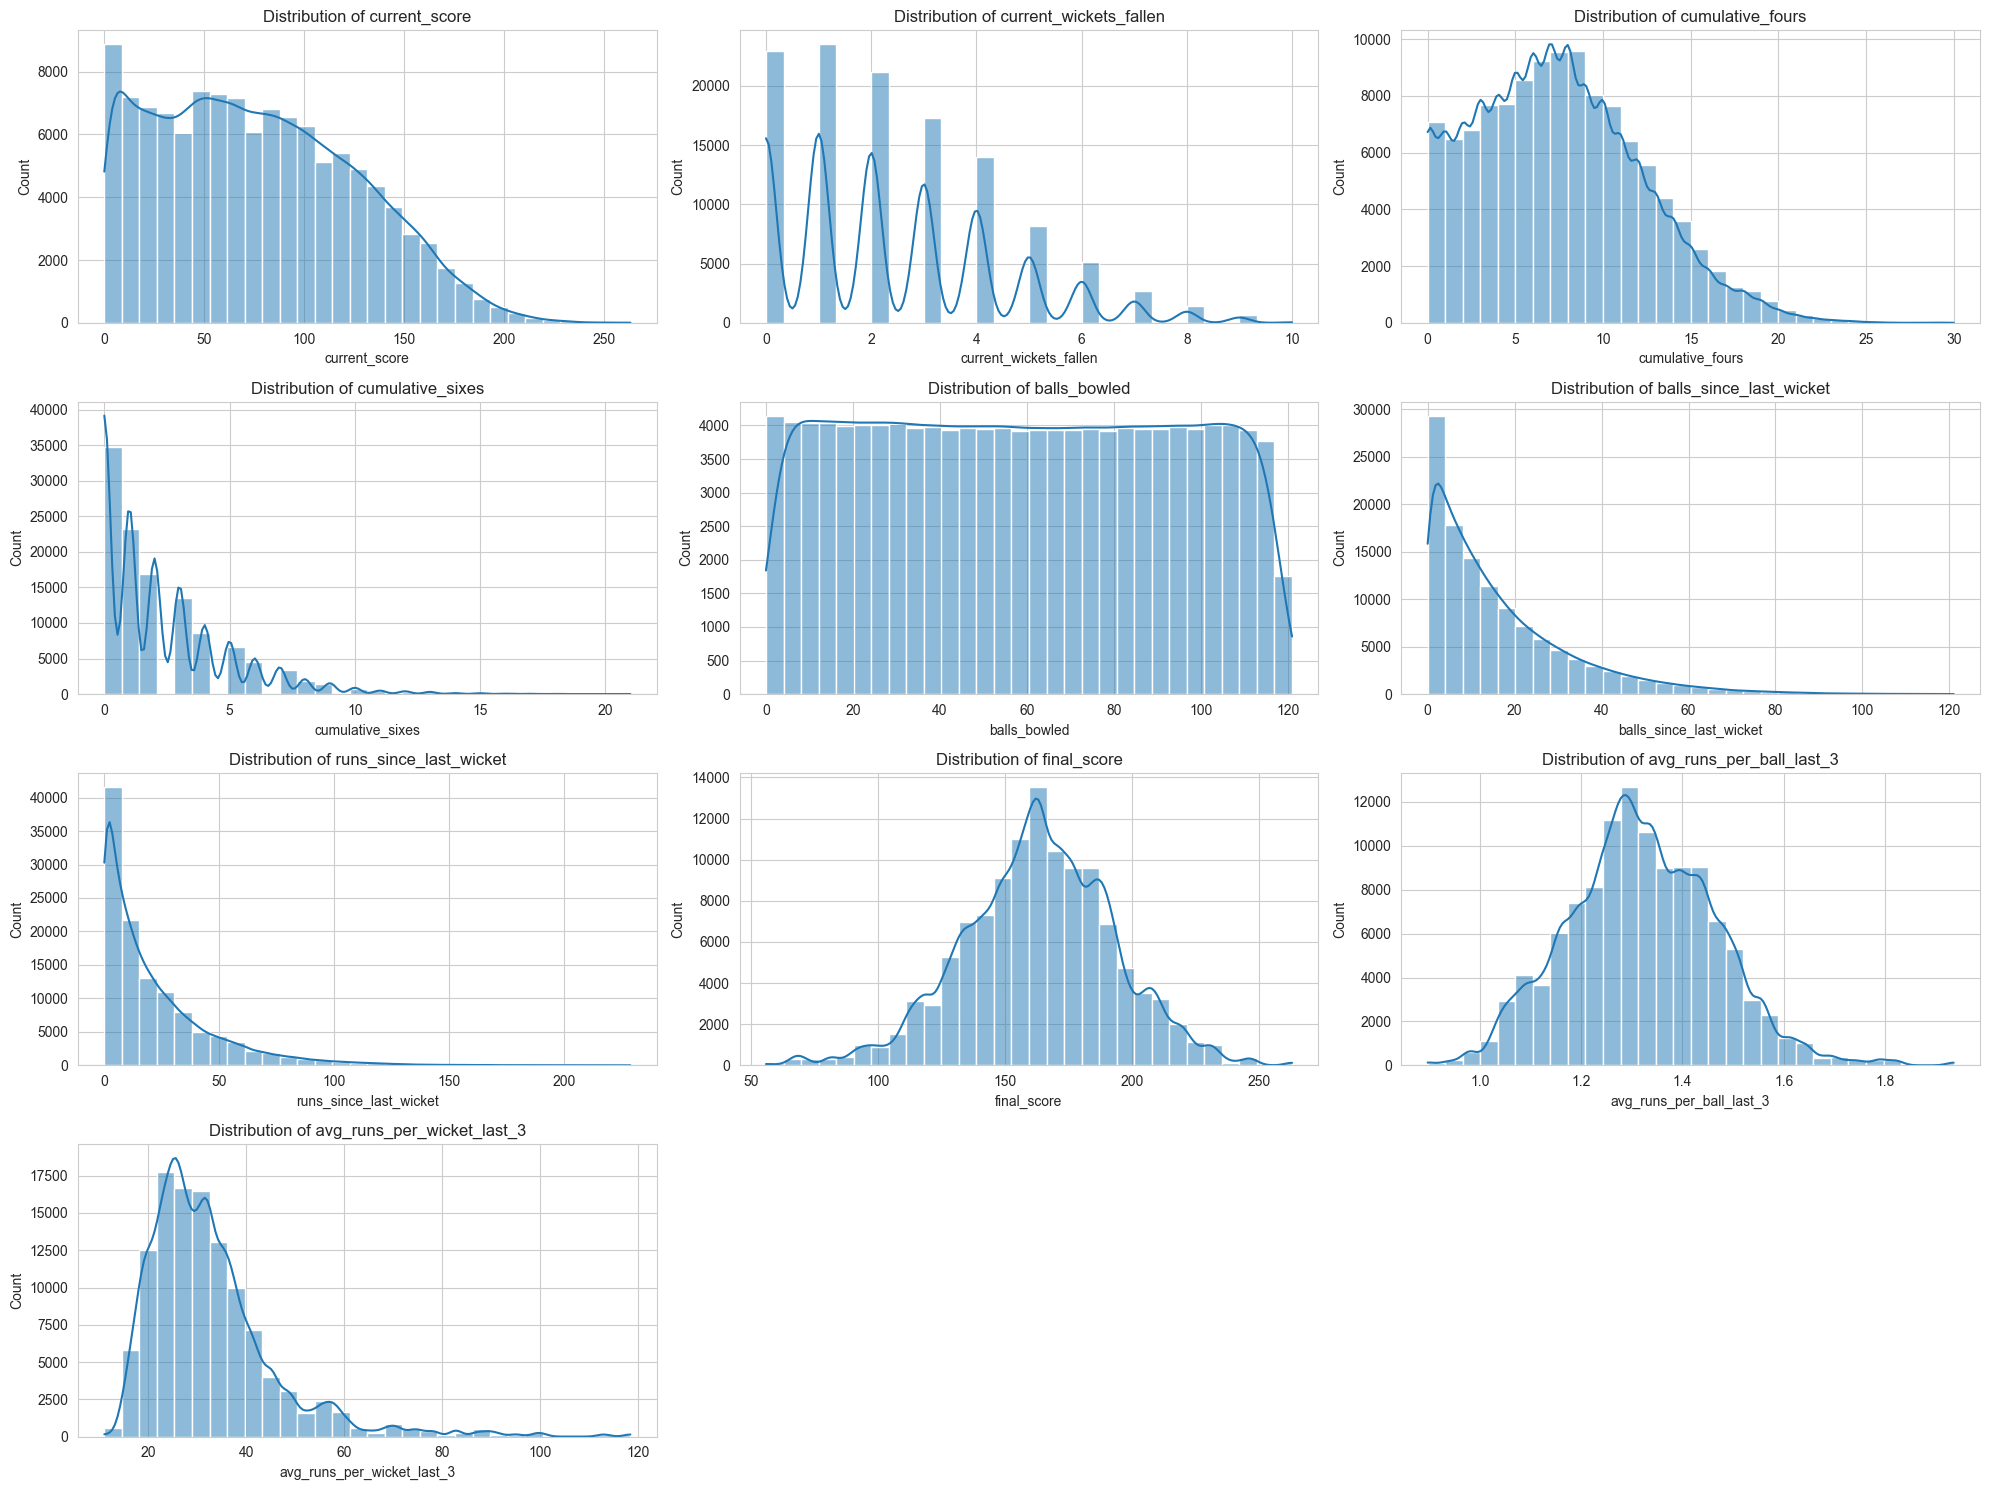 Distribution of current_score
Count
8000
6000
4000
2000
0
0 50 100 150 200 250
current_score
Distribution of current_wickets_fallen
Count
20000
15000
10000
5000
0
0 2 4 6 8 10
current_wickets_fallen
Distribution of cumulative_fours
Count
10000
8000
6000
4000
2000
0
0 5 10 15 20 25 30
cumulative_fours
Distribution of cumulative_sixes
Count
40000
35000
30000
25000
20000
15000
10000
5000
0
0 5 10 15 20
cumulative_sixes
Distribution of balls_bowled
Count
4000
3500
3000
2500
2000
1500
1000
500
0
0 20 40 60 80 100 120
balls_bowled
Distribution of balls_since_last_wicket
Count
30000
25000
20000
15000
10000
5000
0
0 20 40 60 80 100 120
balls_since_last_wicket
Distribution of runs_since_last_wicket
Count
40000
35000
30000
25000
20000
15000
10000
5000
0
0 50 100 150 200
runs_since_last_wicket
Distribution of final_score
Count
14000
12000
10000
8000
6000
4000
2000
0
50 100 150 200 250
final_score
Distribution of avg_runs_per_ball_last_3
Count
12000
10000
8000
6000
4000
2000
0
1.0 1.2 1.4 1.6 1.8
avg_runs_per_ball_last_3
Distribution of avg_runs_per_wicket_last_3
Count
17500
15000
12500
10000
7500
5000
2500
0
20 40 60 80 100 120
avg_runs_per_wicket_last_3